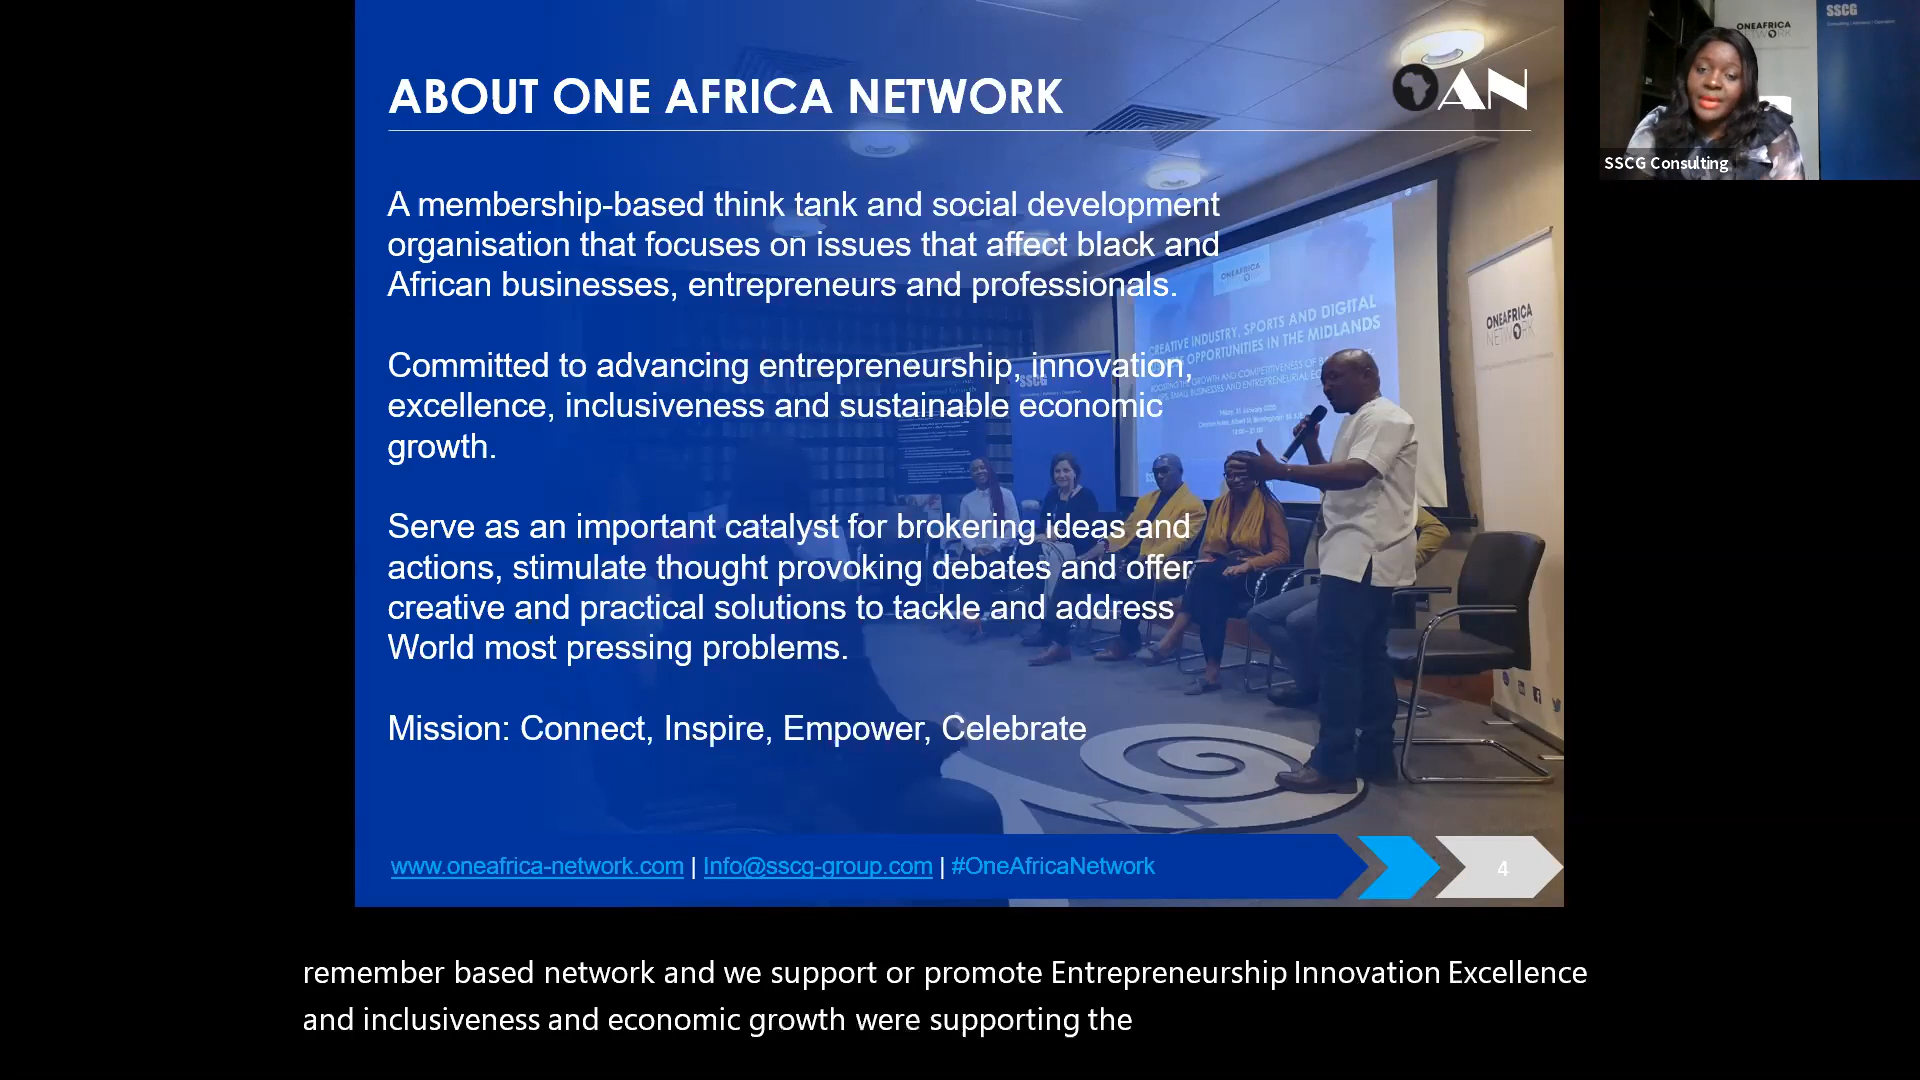 ABOUT ONE AFRICA NETWORK
AN
A membership-based think tank and social development
organisation that focuses on issues that affect black and
African businesses, entrepreneurs and professionals.
Committed to advancing entrepreneurship, innovation,
excellence, inclusiveness and sustainable economic
growth.
Serve as an important catalyst for brokering ideas and
actions, stimulate thought provoking debates and offer
creative and practical solutions to tackle and address
World most pressing problems.
Mission: Connect, Inspire, Empower, Celebrate
ONEAFRICA
CREATIVE INDUSTRY, SPORTS AND DIGITAL
OPPORTUNITIES IN THE MIDLANDS
SSCG
ONEAFRICA
NETWORK
www.oneafrica-network.com | Info@sscg-group.com | #OneAfricaNetwork
4
ONEAFRICA
NETWORK
SSCG
SSCG Consulting
remember based network and we support or promote Entrepreneurship Innovation Excellence
and inclusiveness and economic growth were supporting the